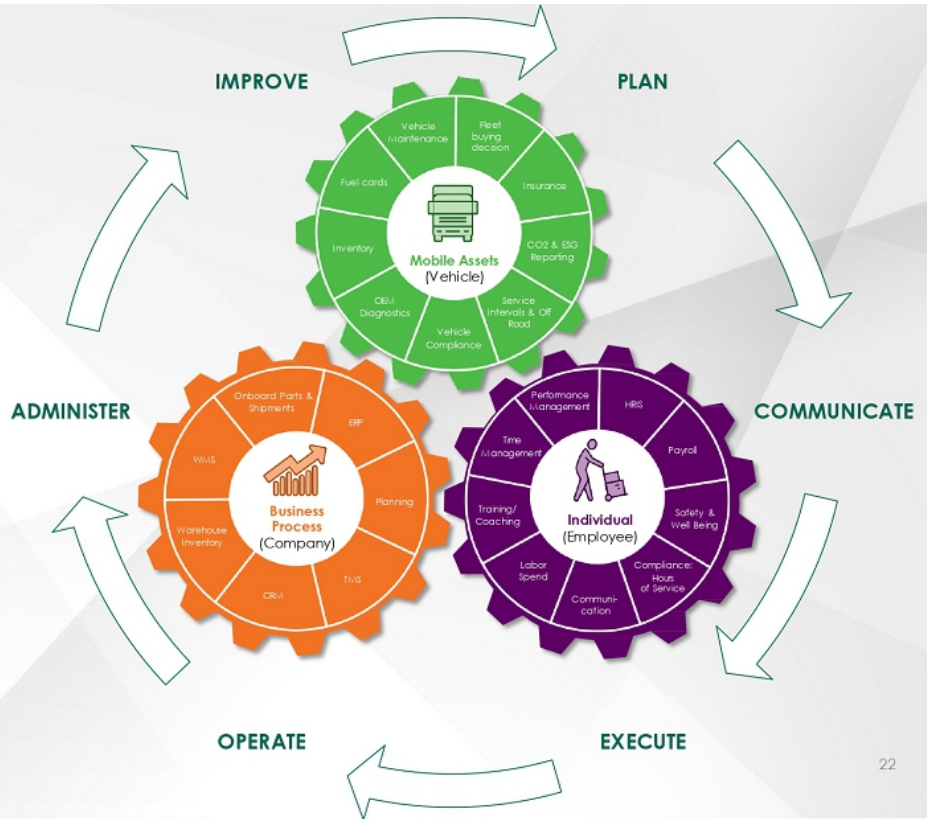 IMPROVE
PLAN
Vehicle
Maintenance
Fleet
buying
decision
Fuel cards
Insurance
Inventory
CO2 & ESG
Reporting
Mobile Assets
(Vehicle)
OEM
Diagnostics
Service
Intervals & Off
Road
Vehicle
Compliance
ADMINISTER
COMMUNICATE
Onboard Parts &
Shipments
ERP
WMS
Planning
Business
Process
(Company)
Warehouse
Inventory
TMS
CRM
Performance
Management
HRIS
Time
Management
Payroll
Training/
Coaching
Individual
(Employee)
Safety &
Well Being
Labor
Spend
Compliance:
Hours
of Service
Communi-
cation
OPERATE
EXECUTE
22